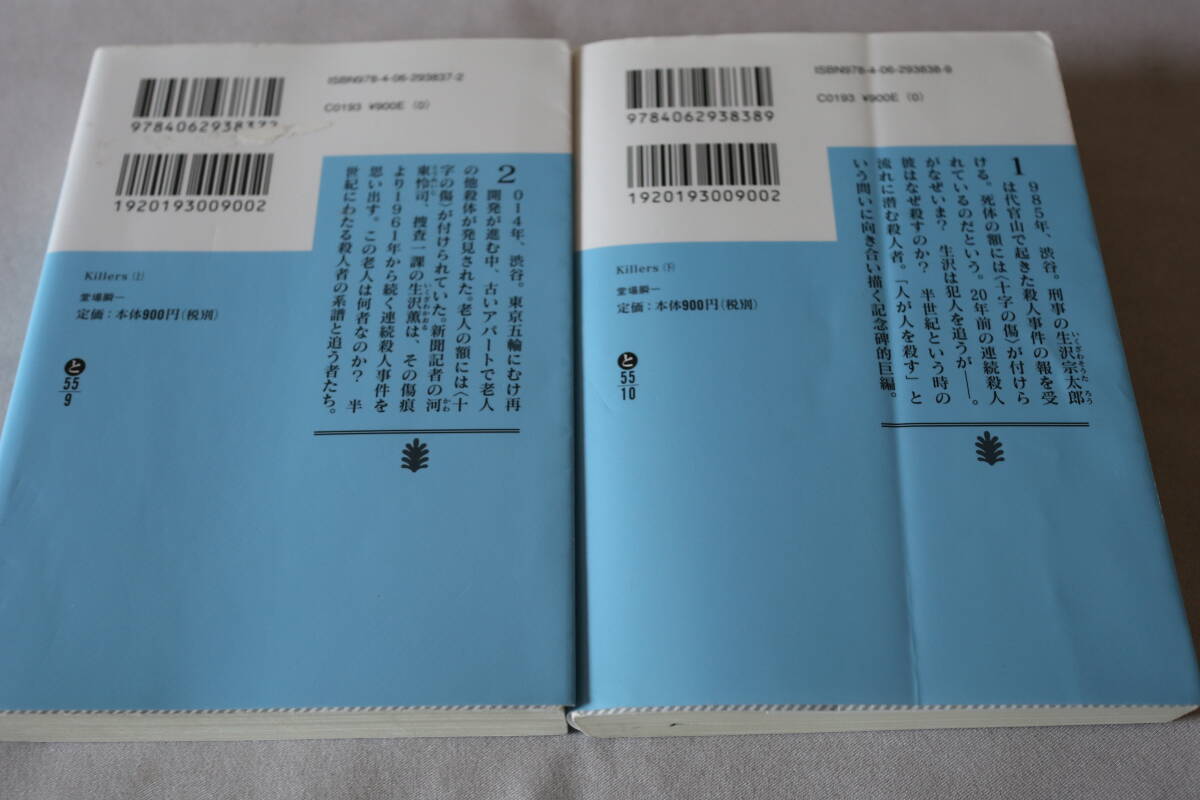 ISBN978-4-06-293837-2
C0193 ¥900E (0)
9784062938372
1920193009002
2014年、渋谷。東京五輪にむけ再
開発が進む中、古いアパートで老人
の他殺体が発見された。老人の額には〈十
字の傷〉が付けられていた。新聞記者の河
東怜司、捜査一課の生沢薫は、その傷痕
より1961年から続く連続殺人事件を
思い出す。この老人は何者なのか？　半
世紀にわたる殺人者の系譜と追う者たち。
Killers（上）
堂場瞬一
定価：本体900円（税別）
と
55
9
ISBN978-4-06-293838-9
C0193 ¥900E (0)
9784062938389
1920193009002
1985年、渋谷。刑事の生沢宗太郎
は代官山で起きた殺人事件の報を受
ける。死体の額には〈十字の傷〉が付けら
れているのだという。20年前の連続殺人
がなぜいま？　生沢は犯人を追うが――。
彼はなぜ殺すのか？　半世紀という時の
流れに潜む殺人者。「人が人を殺す」と
いう問いに向き合い描く記念碑的巨編。
Killers（下）
堂場瞬一
定価：本体900円（税別）
と
55
10